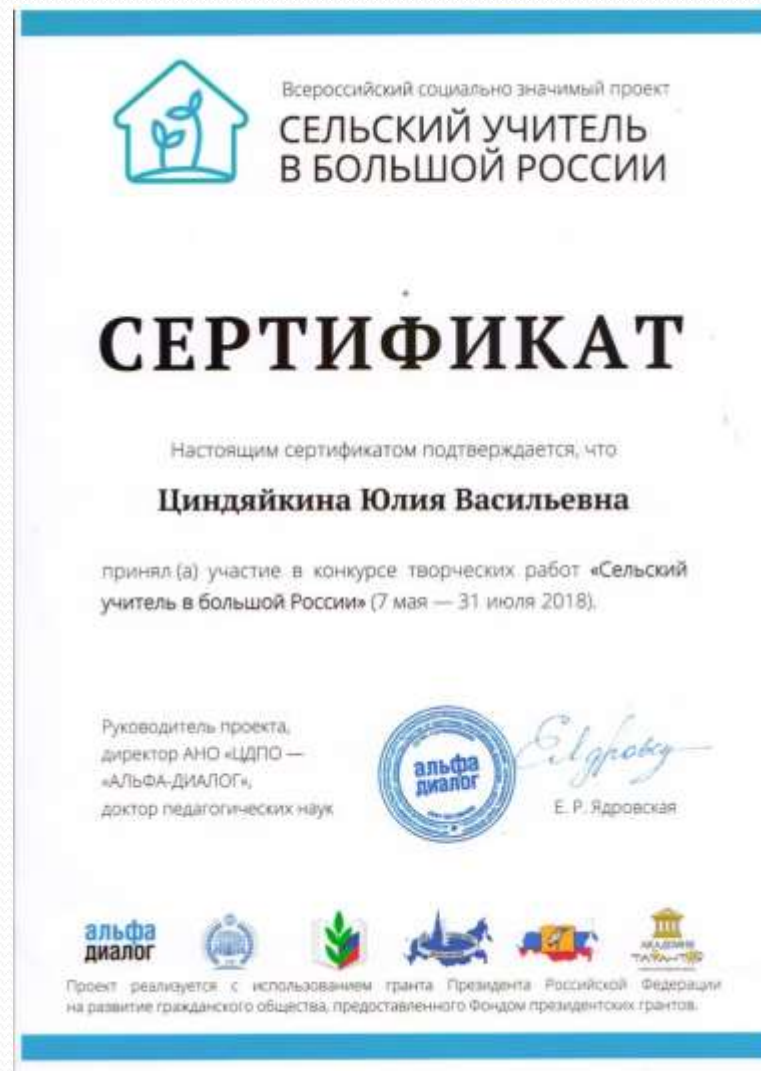 Всероссийский социально значимый проект
СЕЛЬСКИЙ УЧИТЕЛЬ
В БОЛЬШОЙ РОССИИ
СЕРТИФИКАТ
Настоящим сертификатом подтверждается, что
Циндяйкина Юлия Васильевна
принял (а) участие в конкурсе творческих работ «Сельский
учитель в большой России» (7 мая — 31 июля 2018).
Руководитель проекта,
директор АНО «ЦДПО —
«АЛЬФА-ДИАЛОГ»,
доктор педагогических наук
альфа
диалог
Е. Р. Ядровская
альфа
диалог
АКАДЕМИЯ
ТАЛАНТОВ
Проект реализуется с использованием гранта Президента Российской Федерации
на развитие гражданского общества, предоставленного Фондом президентских грантов.